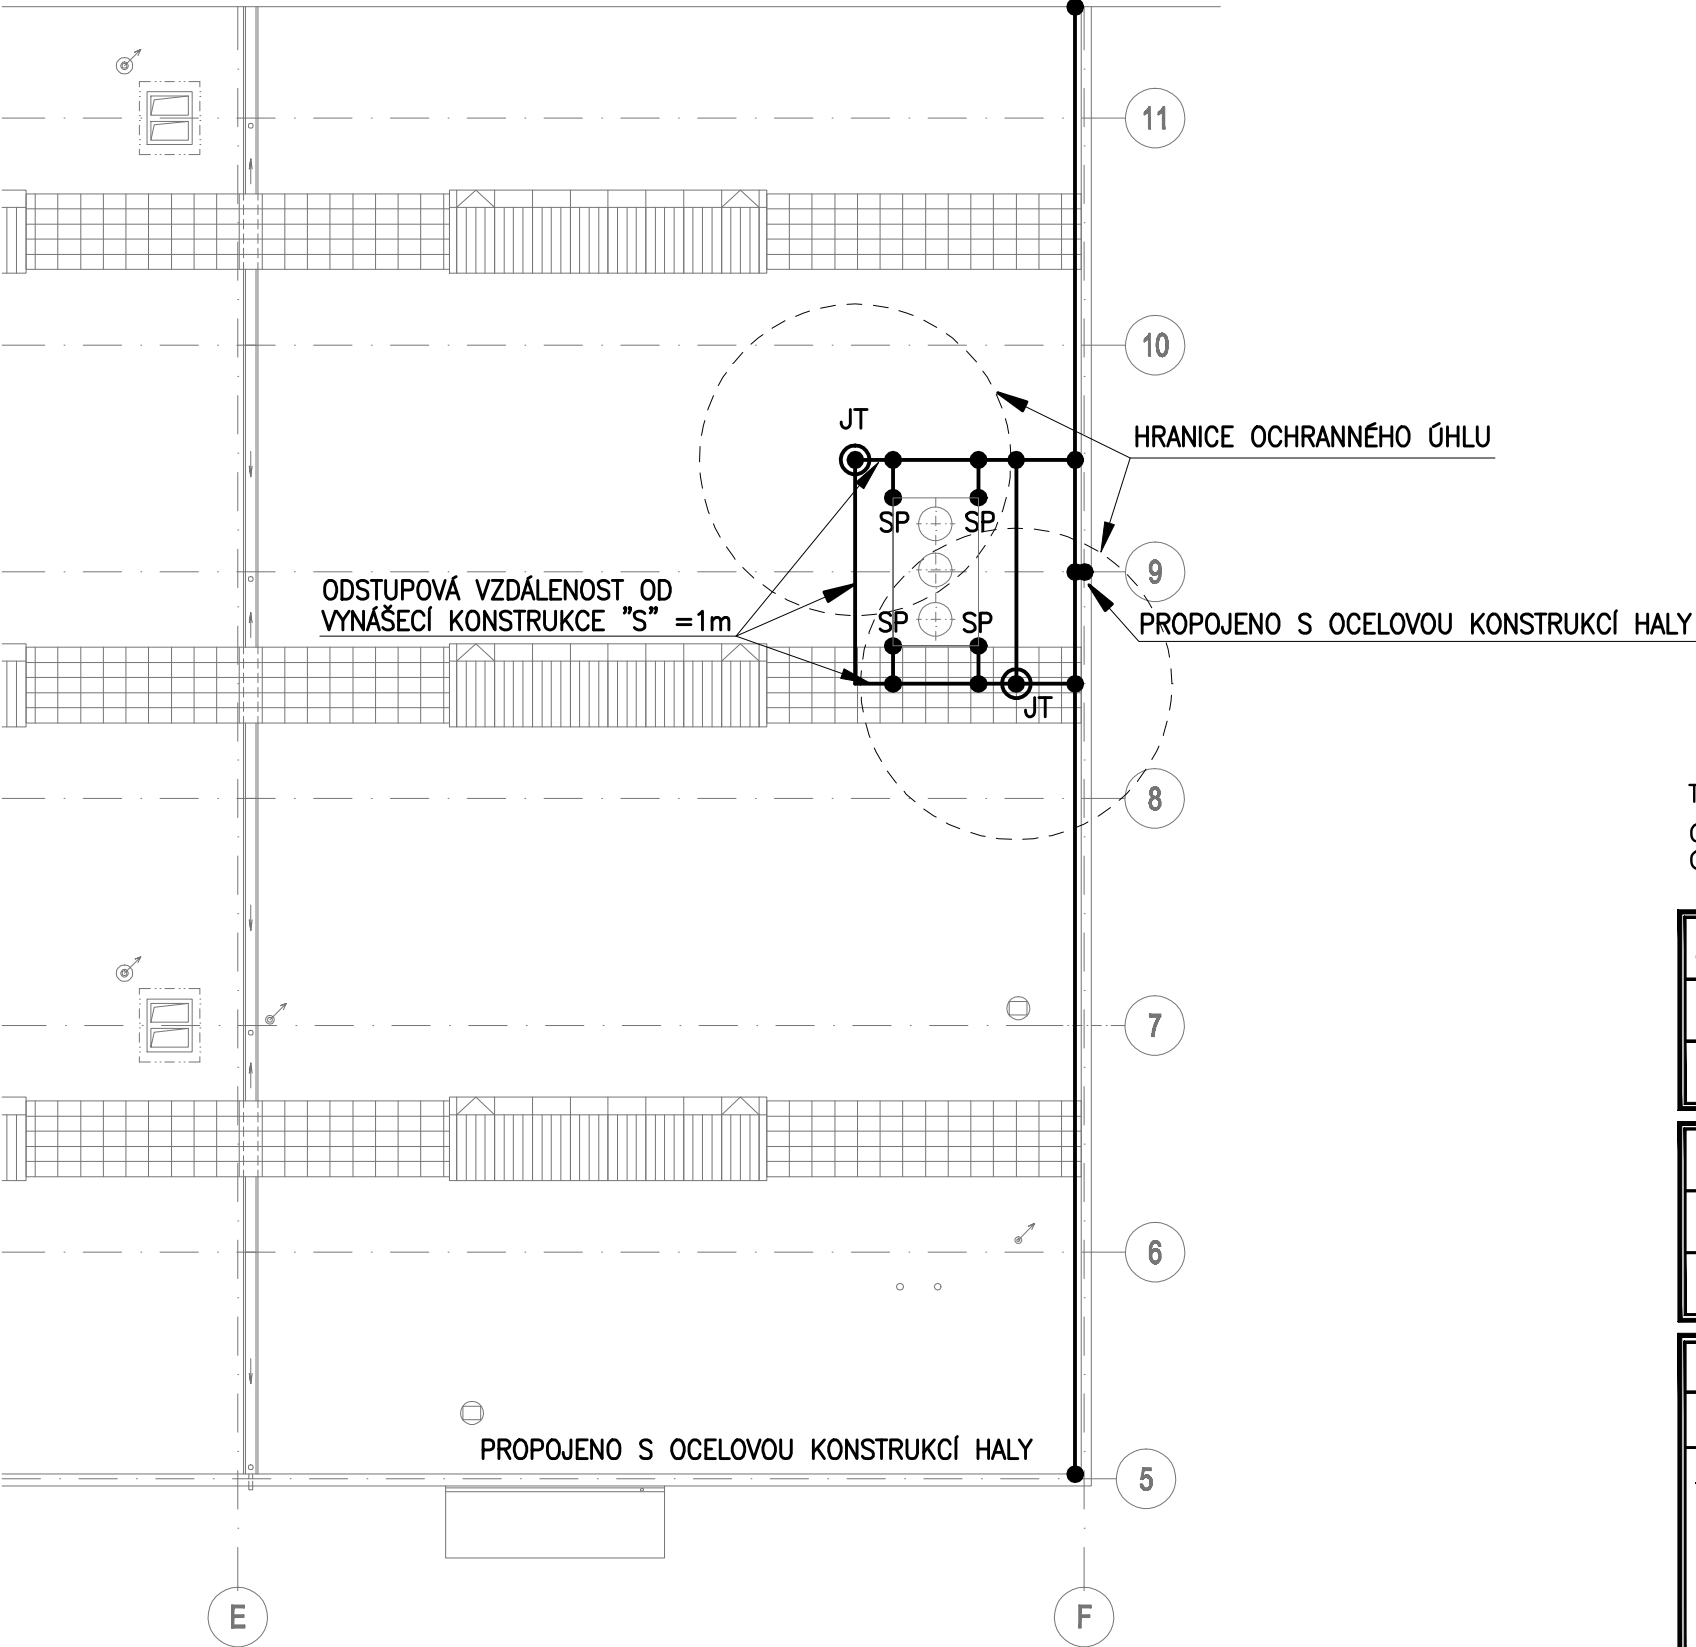 11
10
JT
HRANICE OCHRANNÉHO ÚHLU
SP SP
9
ODSTUPOVÁ VZDÁLENOST OD
VYNÁŠECÍ KONSTRUKCE "S" =1m
SP SP
PROPOJENO S OCELOVOU KONSTRUKCÍ HALY
JT
8
7
6
PROPOJENO S OCELOVOU KONSTRUKCÍ HALY
5
E F